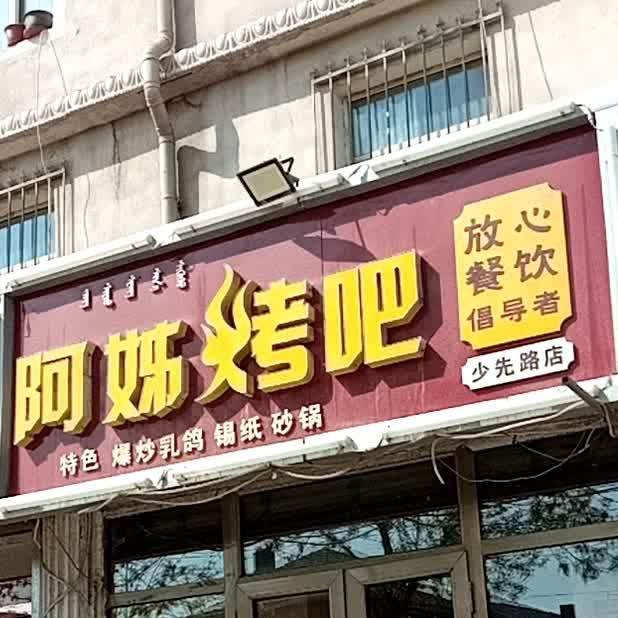 阿姊烤吧
特色 爆炒乳鸽 锡纸 砂锅
放心
餐饮
倡导者
少先路店